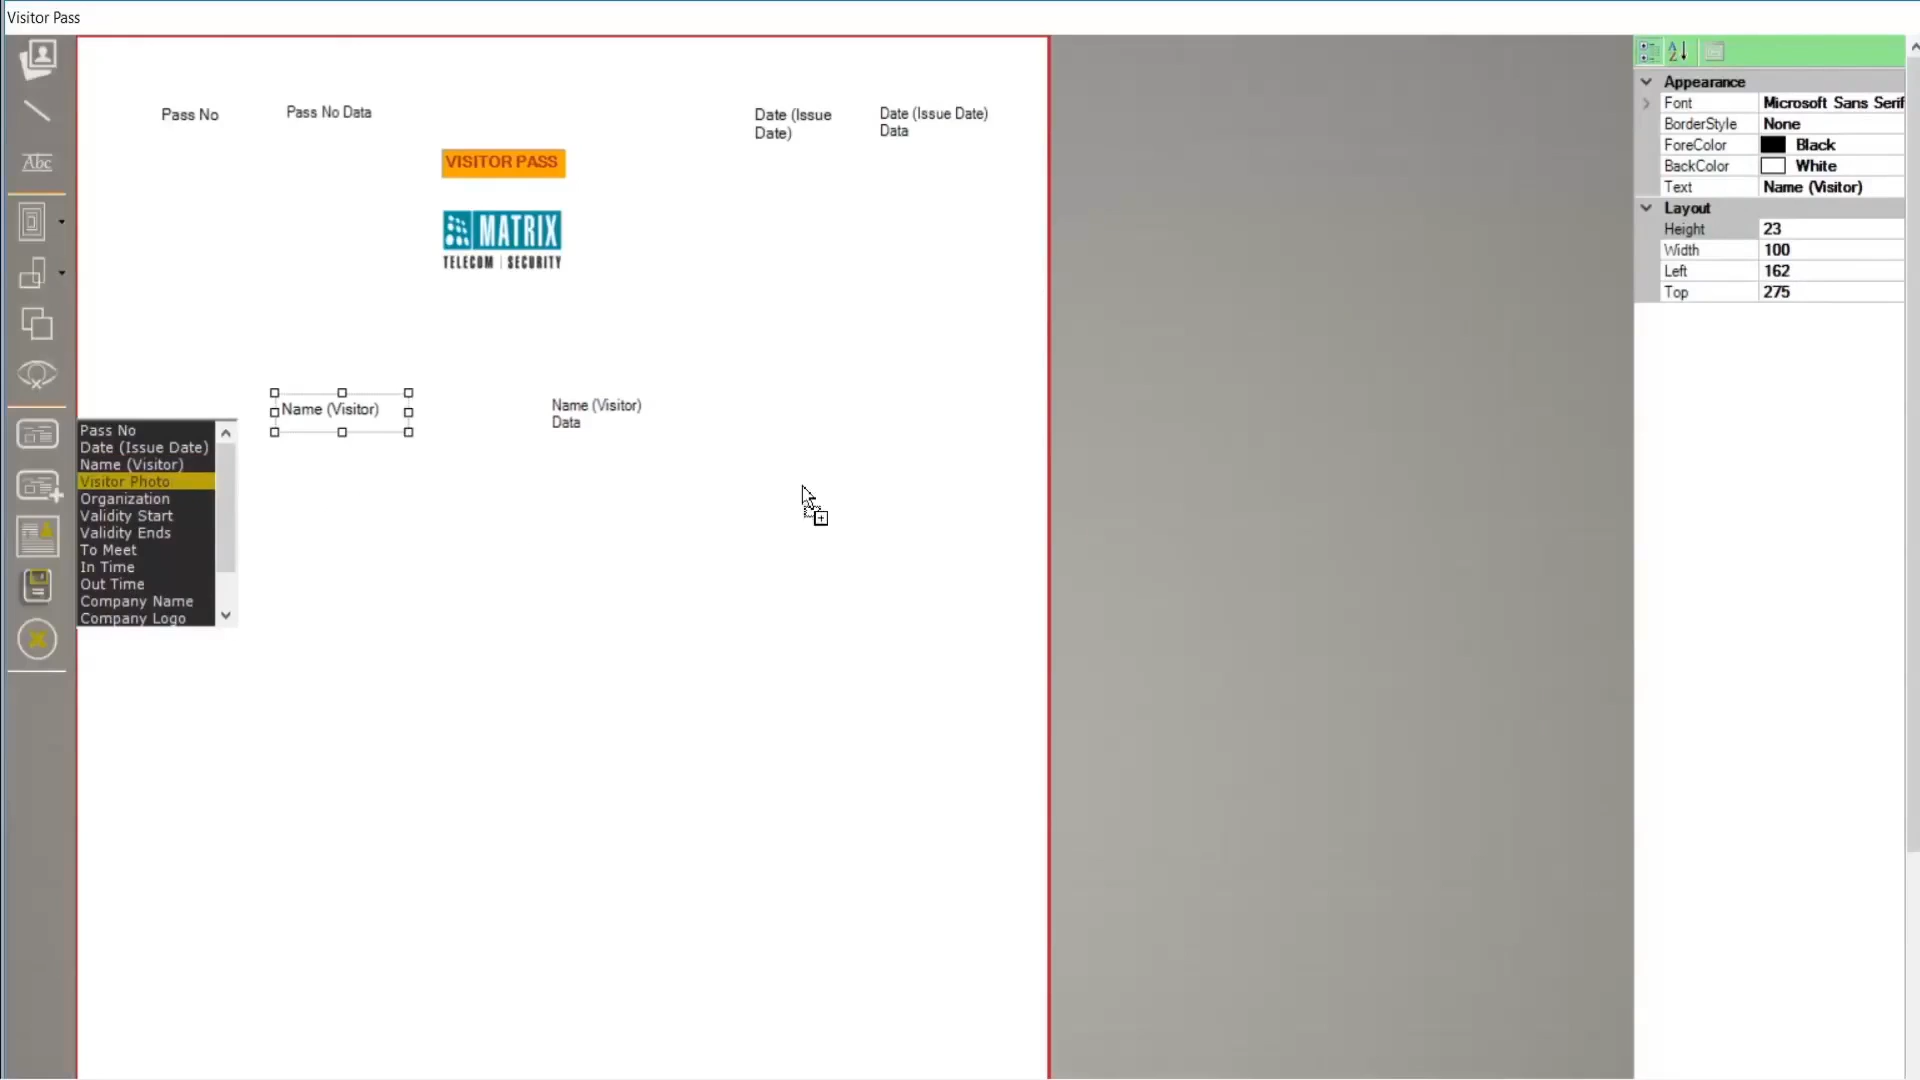 Visitor Pass
Pass No
Pass No Data
Date (Issue
Date)
Date (Issue Date)
Data
VISITOR PASS
MATRIX
TELECOM | SECURITY
Name (Visitor)
Name (Visitor)
Data
Abc
Pass No
Date (Issue Date)
Name (Visitor)
Visitor Photo
Organization
Validity Start
Validity Ends
To Meet
In Time
Out Time
Company Name
Company Logo
A
Z
Appearance
Font Microsoft Sans Serif
BorderStyle None
ForeColor Black
BackColor White
Text Name (Visitor)
Layout
Height 23
Width 100
Left 162
Top 275